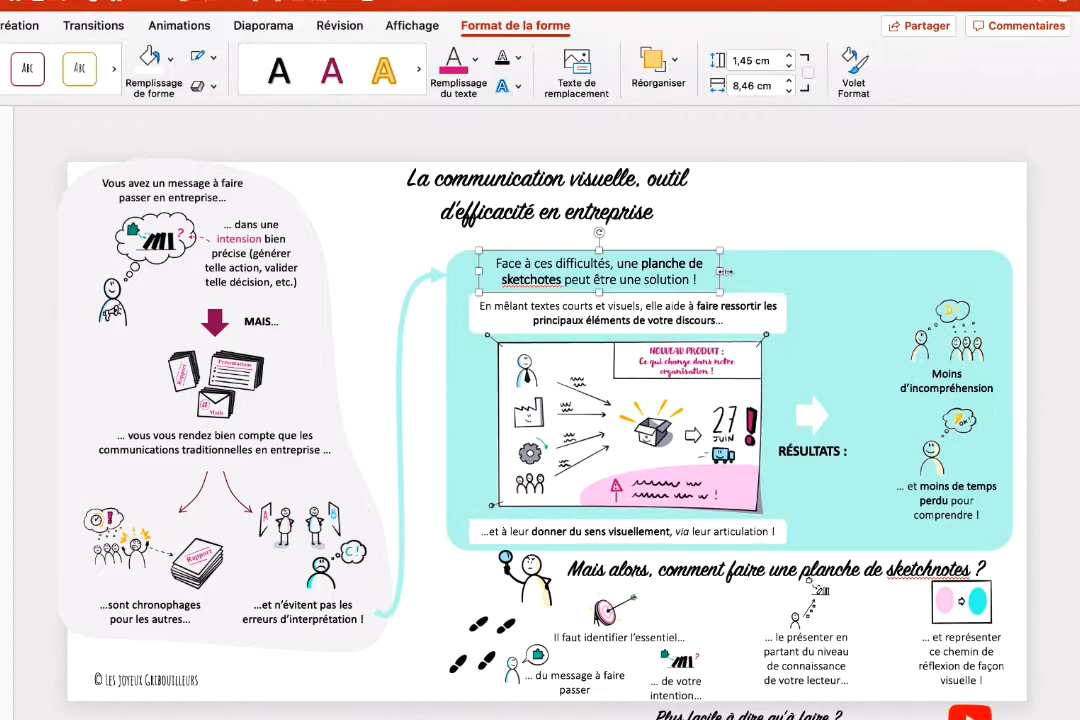 réation Transitions Animations Diaporama Révision Affichage Format de la forme
Partager Commentaires
Abc Abc
Remplissage
de forme
A A A
Remplissage
du texte
Texte de
remplacement
Réorganiser
1,45 cm
8,46 cm
Volet
Format
Vous avez un message à faire
passer en entreprise…
?
… dans une
intension bien
précise (générer
telle action, valider
telle décision, etc.)
MAIS…
Rapport
Présentation
@
Mails
… vous vous rendez bien compte que les
communications traditionnelles en entreprise …
!
Rapport
A B
C !
…sont chronophages
pour les autres…
…et n’évitent pas les
erreurs d’interprétation !
© Les joyeux Gribouilleurs
La communication visuelle, outil
d'efficacité en entreprise
Face à ces difficultés, une planche de
sketchotes peut être une solution !
En mêlant textes courts et visuels, elle aide à faire ressortir les
principaux éléments de votre discours…
NOUVEAU PRODUIT :
Ce qui change dans notre
organisation !
27
JUIN
!
!
…et à leur donner du sens visuellement, via leur articulation !
RÉSULTATS :
Moins
d’incompréhension
… et moins de temps
perdu pour
comprendre !
Mais alors, comment faire une planche de sketchnotes ?
Il faut identifier l’essentiel…
… du message à faire
passer
?
… de votre
intention…
… le présenter en
partant du niveau
de connaissance
de votre lecteur…
… et représenter
ce chemin de
réflexion de façon
visuelle !
Plus facile à dire qu'à faire ?